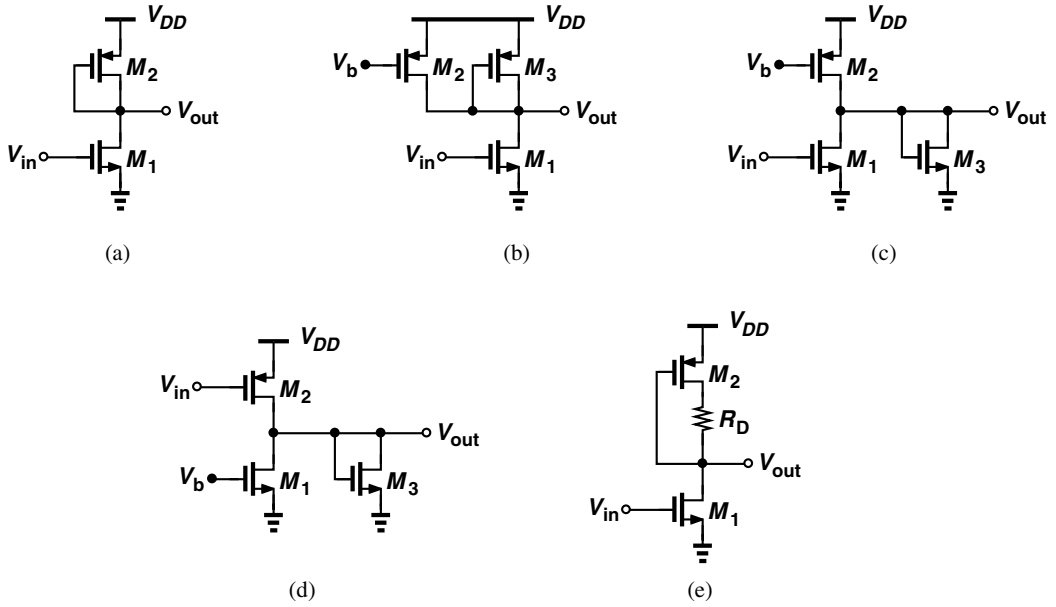 V_DD
M_2
V_out
V_in
M_1
(a)
V_DD
V_b
M_2
M_3
V_out
V_in
M_1
(b)
V_DD
V_b
M_2
V_out
V_in
M_1
M_3
(c)
V_DD
V_in
M_2
V_out
V_b
M_1
M_3
(d)
V_DD
M_2
R_D
V_out
V_in
M_1
(e)